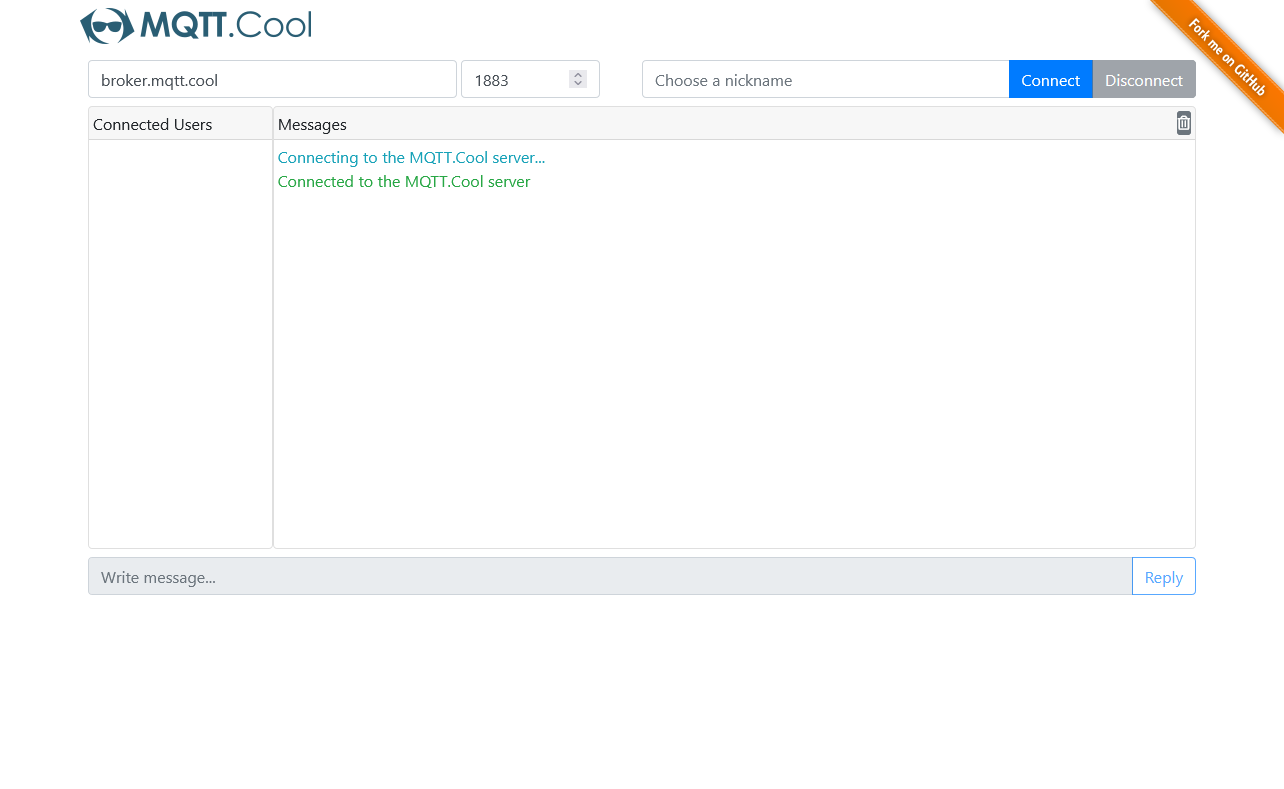 MQTT.Cool
Fork me on GitHub
broker.mqtt.cool
1883
Choose a nickname
Connect
Disconnect
Connected Users
Messages
Connecting to the MQTT.Cool server...
Connected to the MQTT.Cool server
Write message...
Reply